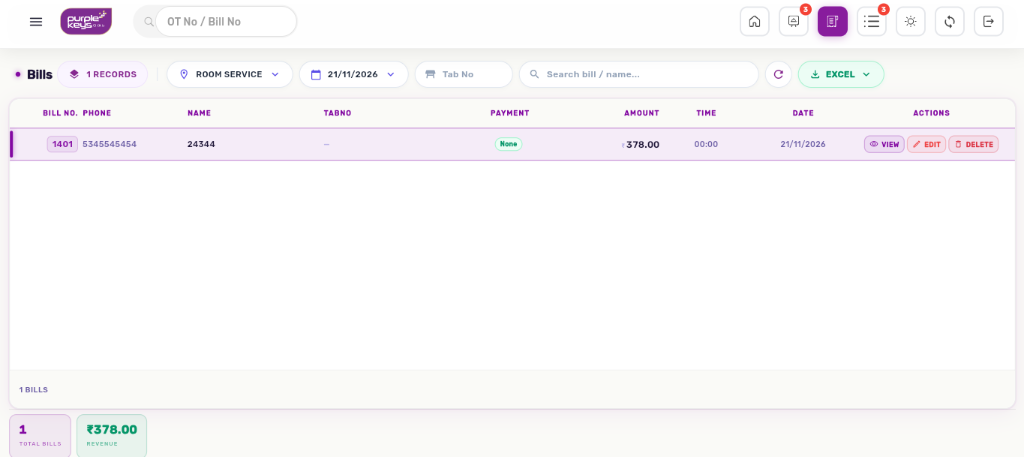 purple keys
OT No / Bill No
3
3
Bills
1 RECORDS
ROOM SERVICE
21/11/2026
Tab No
Search bill / name...
EXCEL
BILL NO. PHONE NAME TABNO PAYMENT AMOUNT TIME DATE ACTIONS
1401 5345545454 24344 – None 378.00 00:00 21/11/2026 VIEW EDIT DELETE
1 BILLS
1
TOTAL BILLS
₹378.00
REVENUE